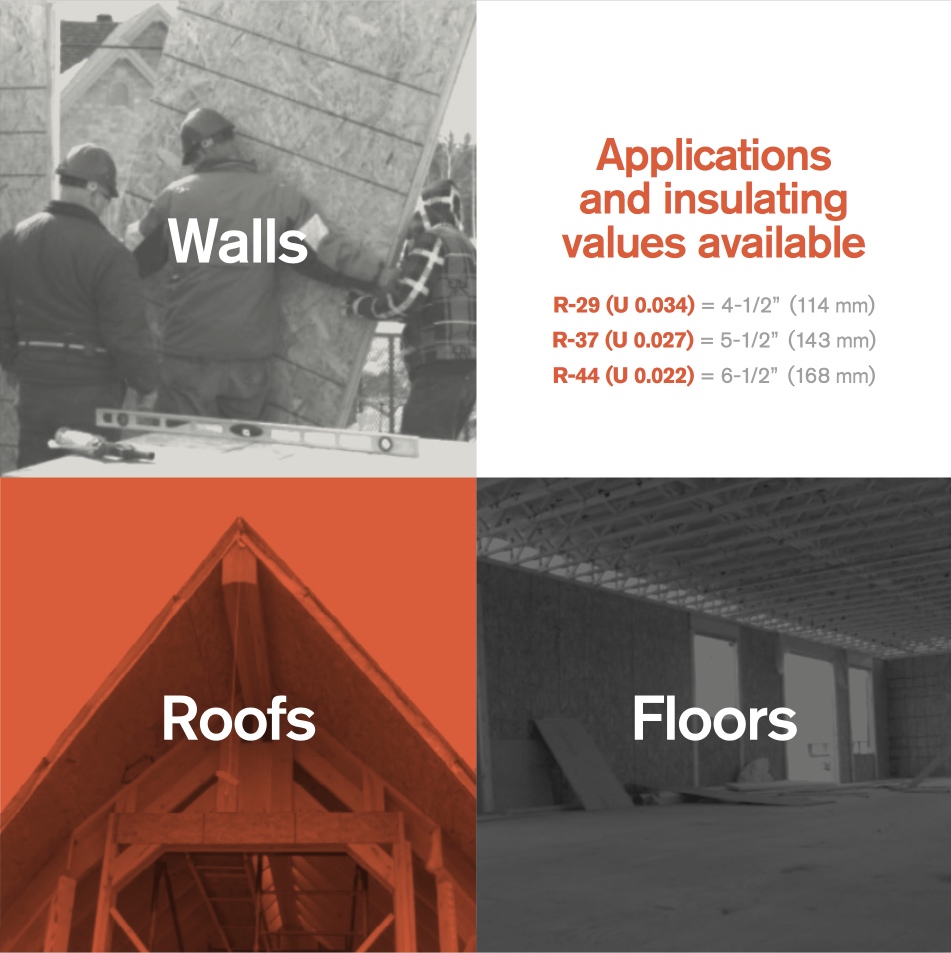 Walls
Applications
and insulating
values available
R-29 (U 0.034) = 4-1/2” (114 mm)
R-37 (U 0.027) = 5-1/2” (143 mm)
R-44 (U 0.022) = 6-1/2” (168 mm)
Roofs
Floors